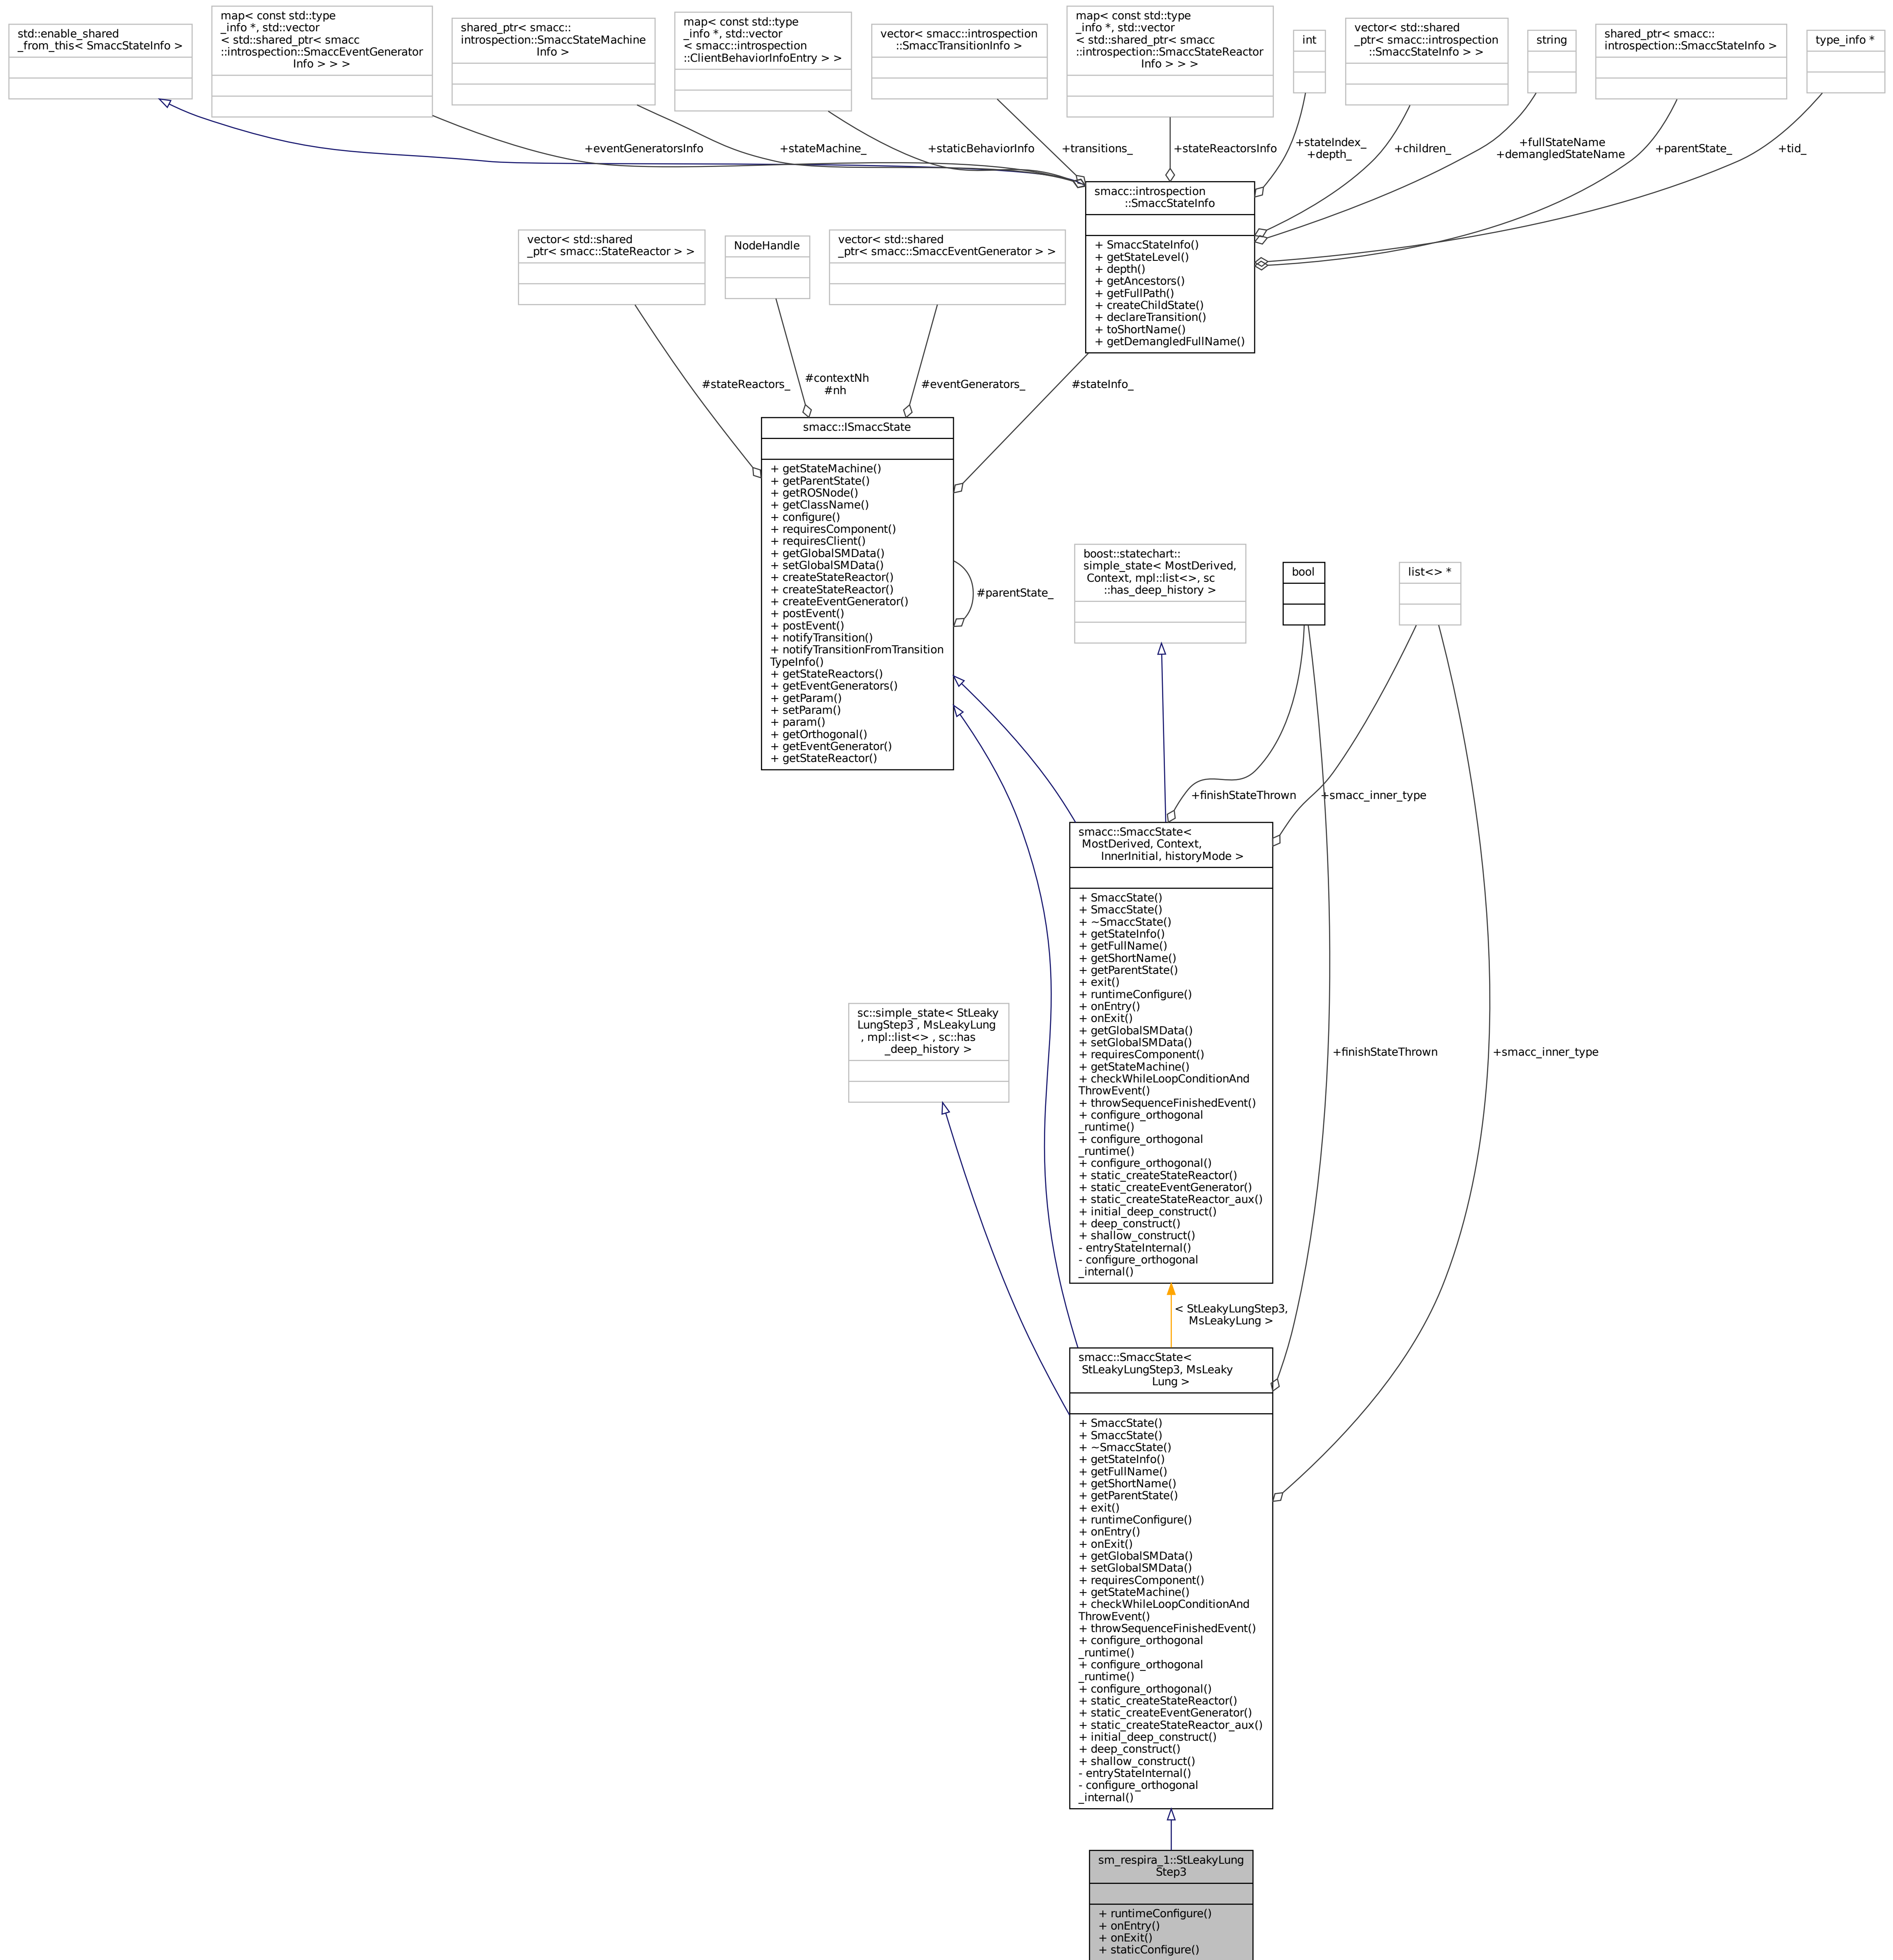 std::enable_shared
_from_this< SmaccStateInfo >
map< const std::type
_info *, std::vector
< std::shared_ptr< smacc
::introspection::SmaccEventGenerator
Info > > >
shared_ptr< smacc::
introspection::SmaccStateMachine
Info >
map< const std::type
_info *, std::vector
< smacc::introspection
::ClientBehaviorInfoEntry > >
vector< smacc::introspection
::SmaccTransitionInfo >
map< const std::type
_info *, std::vector
< std::shared_ptr< smacc
::introspection::SmaccStateReactor
Info > > >
int
vector< std::shared
_ptr< smacc::introspection
::SmaccStateInfo > >
string
shared_ptr< smacc::
introspection::SmaccStateInfo >
type_info *
+eventGeneratorsInfo
+stateMachine_
+staticBehaviorInfo
+transitions_
+stateReactorsInfo
+stateIndex_
+depth_
+children_
+fullStateName
+demangledStateName
+parentState_
+tid_
smacc::introspection
::SmaccStateInfo
+ SmaccStateInfo()
+ getStateLevel()
+ depth()
+ getAncestors()
+ getFullPath()
+ createChildState()
+ declareTransition()
+ toShortName()
+ getDemangledFullName()
vector< std::shared
_ptr< smacc::StateReactor > >
NodeHandle
vector< std::shared
_ptr< smacc::SmaccEventGenerator > >
#stateReactors_
#contextNh
#nh
#eventGenerators_
#stateInfo_
smacc::ISmaccState
+ getStateMachine()
+ getParentState()
+ getROSNode()
+ getClassName()
+ configure()
+ requiresComponent()
+ requiresClient()
+ getGlobalSMData()
+ setGlobalSMData()
+ createStateReactor()
+ createStateReactor()
+ createEventGenerator()
+ postEvent()
+ postEvent()
+ notifyTransition()
+ notifyTransitionFromTransition
TypeInfo()
+ getStateReactors()
+ getEventGenerators()
+ getParam()
+ setParam()
+ param()
+ getOrthogonal()
+ getEventGenerator()
+ getStateReactor()
#parentState_
boost::statechart::
simple_state< MostDerived,
Context, mpl::list<>, sc
::has_deep_history >
bool
list<> *
+finishStateThrown
+smacc_inner_type
smacc::SmaccState<
MostDerived, Context,
InnerInitial, historyMode >
+ SmaccState()
+ SmaccState()
+ ~SmaccState()
+ getStateInfo()
+ getFullName()
+ getShortName()
+ getParentState()
+ exit()
+ runtimeConfigure()
+ onEntry()
+ onExit()
+ getGlobalSMData()
+ setGlobalSMData()
+ requiresComponent()
+ getStateMachine()
+ checkWhileLoopConditionAnd
ThrowEvent()
+ throwSequenceFinishedEvent()
+ configure_orthogonal
_runtime()
+ configure_orthogonal
_runtime()
+ configure_orthogonal()
+ static_createStateReactor()
+ static_createEventGenerator()
+ static_createStateReactor_aux()
+ initial_deep_construct()
+ deep_construct()
+ shallow_construct()
- entryStateInternal()
- configure_orthogonal
_internal()
sc::simple_state< StLeaky
LungStep3 , MsLeakyLung
, mpl::list<> , sc::has
_deep_history >
+finishStateThrown
+smacc_inner_type
< StLeakyLungStep3,
MsLeakyLung >
smacc::SmaccState<
StLeakyLungStep3, MsLeaky
Lung >
+ SmaccState()
+ SmaccState()
+ ~SmaccState()
+ getStateInfo()
+ getFullName()
+ getShortName()
+ getParentState()
+ exit()
+ runtimeConfigure()
+ onEntry()
+ onExit()
+ getGlobalSMData()
+ setGlobalSMData()
+ requiresComponent()
+ getStateMachine()
+ checkWhileLoopConditionAnd
ThrowEvent()
+ throwSequenceFinishedEvent()
+ configure_orthogonal
_runtime()
+ configure_orthogonal
_runtime()
+ configure_orthogonal()
+ static_createStateReactor()
+ static_createEventGenerator()
+ static_createStateReactor_aux()
+ initial_deep_construct()
+ deep_construct()
+ shallow_construct()
- entryStateInternal()
- configure_orthogonal
_internal()
sm_respira_1::StLeakyLung
Step3
+ runtimeConfigure()
+ onEntry()
+ onExit()
+ staticConfigure()